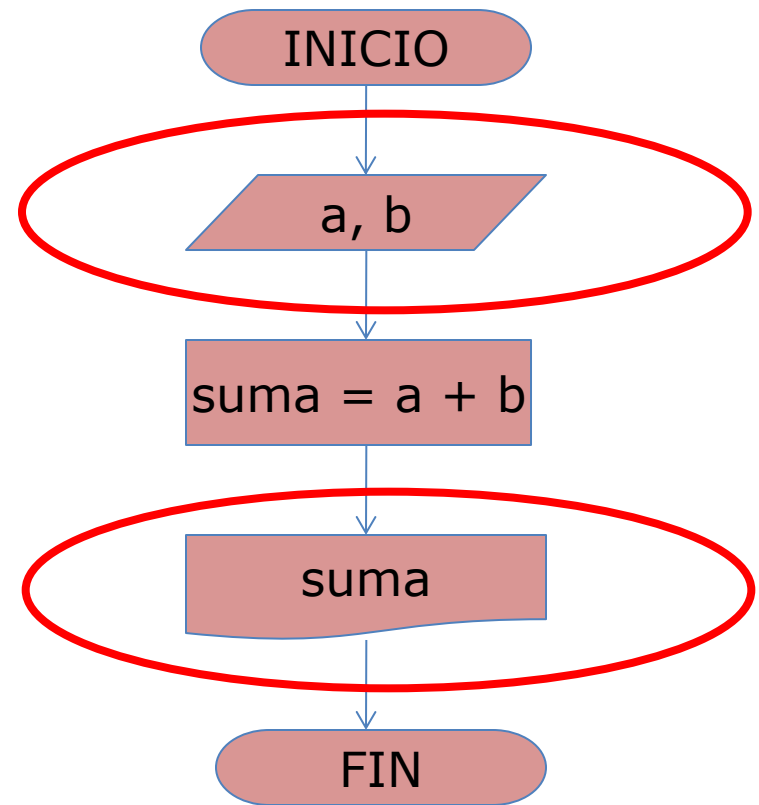 INICIO
a, b
suma = a + b
suma
FIN